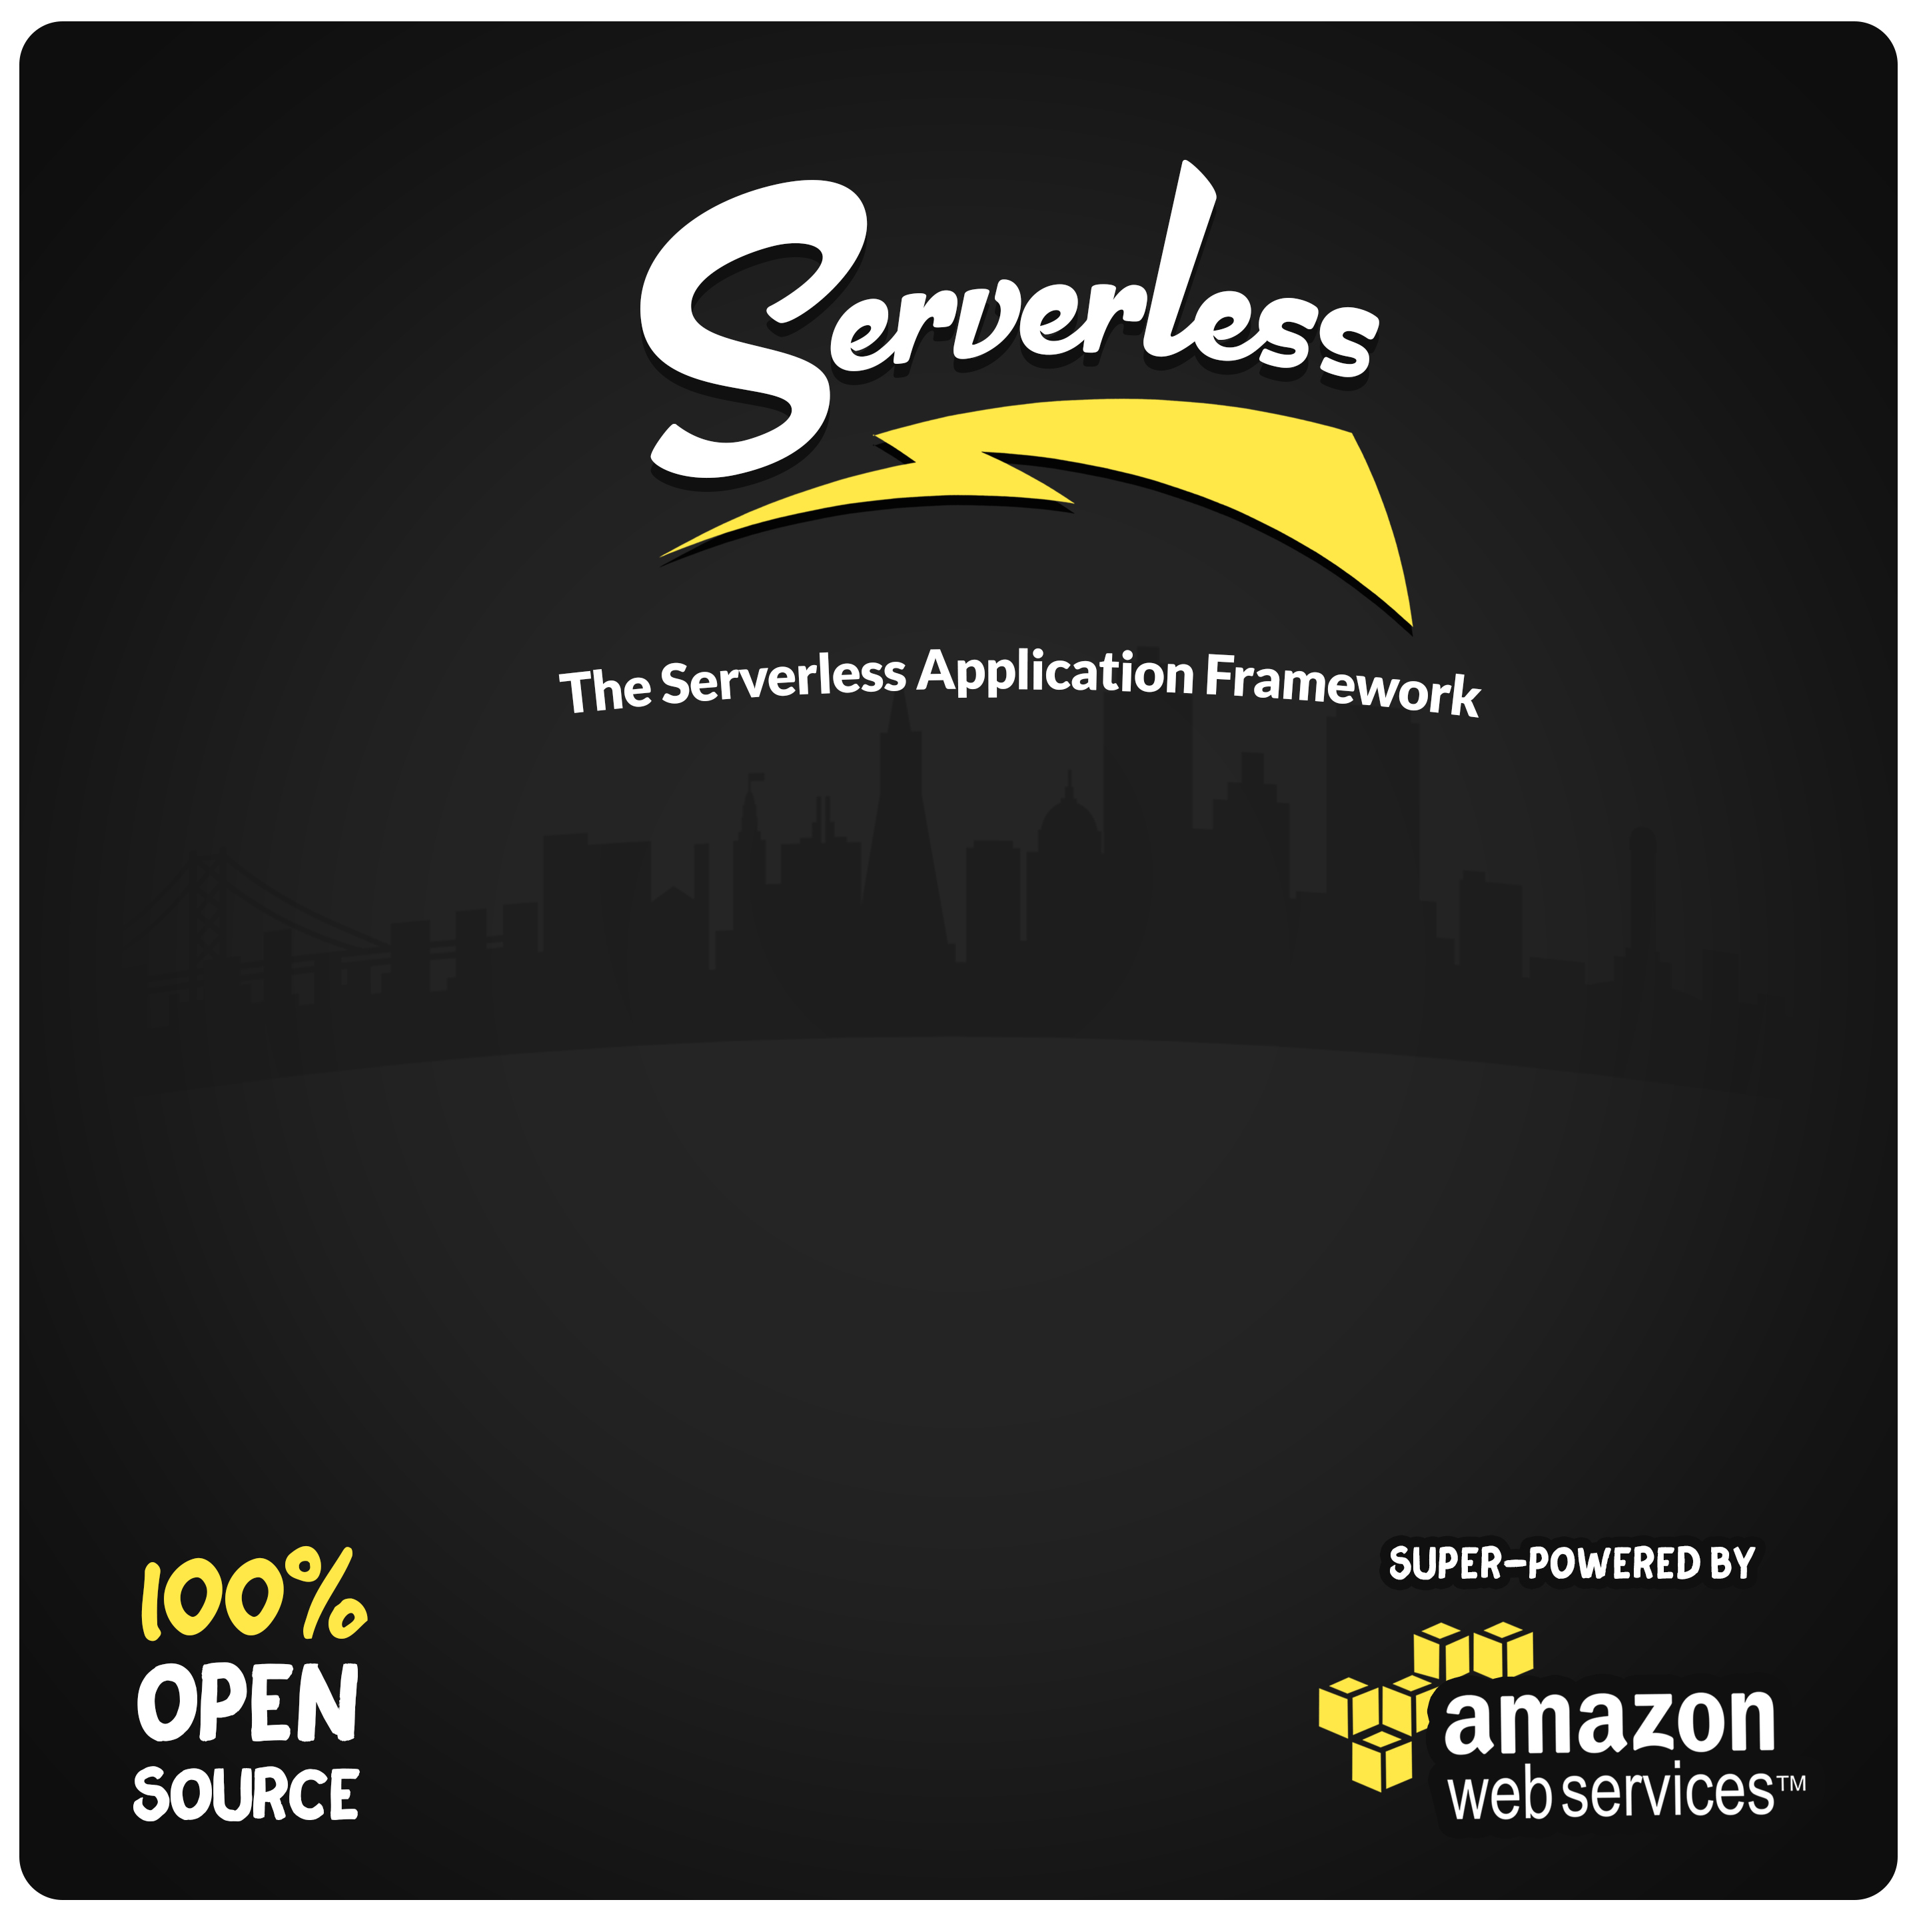 Serverless
The Serverless Application Framework
100%
OPEN
SOURCE
SUPER-POWERED BY
amazon
web services™